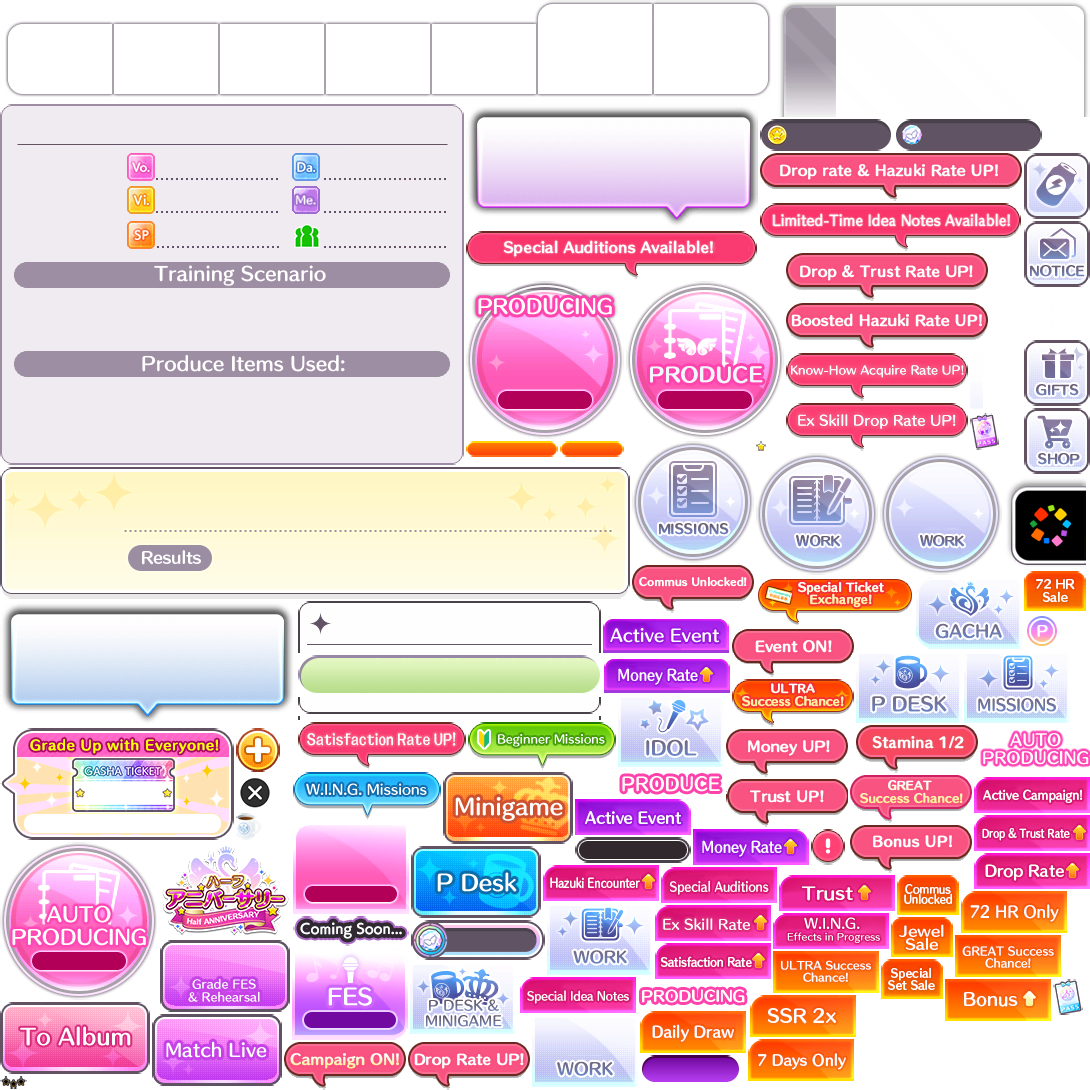 Vo.
Da.
Vi.
Me.
SP
Training Scenario
Produce Items Used:
Special Auditions Available!
Drop rate & Hazuki Rate UP!
Limited-Time Idea Notes Available!
Drop & Trust Rate UP!
Boosted Hazuki Rate UP!
Know-How Acquire Rate UP!
Ex Skill Drop Rate UP!
PASS
NOTICE
GIFTS
SHOP
PRODUCING
PRODUCE
MISSIONS
WORK
WORK
Results
Commus Unlocked!
Special Ticket
Exchange!
GACHA
72 HR
Sale
P
Active Event
Money Rate
Event ON!
ULTRA
Success Chance!
P DESK
MISSIONS
IDOL
Grade Up with Everyone!
GASHA TICKET
Satisfaction Rate UP!
Beginner Missions
Money UP!
Stamina 1/2
AUTO
PRODUCING
W.I.N.G. Missions
Minigame
PRODUCE
Active Event
Trust UP!
GREAT
Success Chance!
Active Campaign!
Money Rate
!
Bonus UP!
Drop & Trust Rate
Drop Rate
AUTO
PRODUCING
ハーフ
アニバーサリー
Half ANNIVERSARY
P Desk
Hazuki Encounter
Special Auditions
Trust
Commus
Unlocked
72 HR Only
Coming Soon...
WORK
Ex Skill Rate
W.I.N.G.
Effects in Progress
Jewel
Sale
GREAT Success
Chance!
Satisfaction Rate
ULTRA Success
Chance!
Special
Set Sale
Bonus
PASS
Grade FES
& Rehearsal
FES
P DESK &
MINIGAME
Special Idea Notes
PRODUCING
SSR 2x
To Album
Match Live
Daily Draw
Campaign ON!
Drop Rate UP!
WORK
7 Days Only